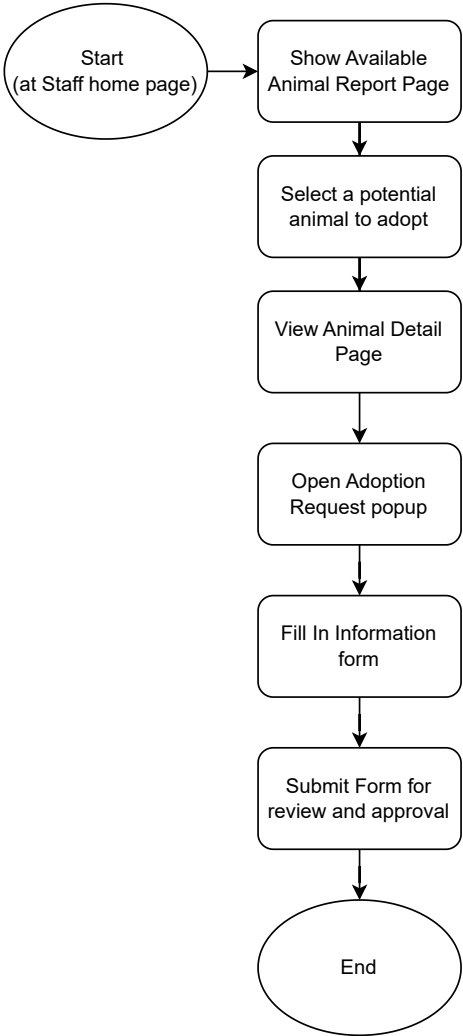 Start
(at Staff home page)
Show Available
Animal Report Page
Select a potential
animal to adopt
View Animal Detail
Page
Open Adoption
Request popup
Fill In Information
form
Submit Form for
review and approval
End